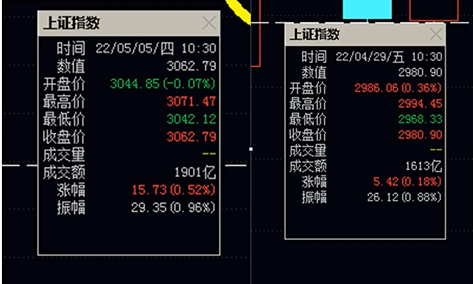 上证指数
时间 22/05/05/四 10:30
数值 3062.79
开盘价 3044.85(-0.07%)
最高价 3071.47
最低价 3042.12
收盘价 3062.79
成交量 --
成交额 1901亿
涨幅 15.73(0.52%)
振幅 29.35(0.96%)
上证指数
时间 22/04/29/五 10:30
数值 2980.90
开盘价 2986.06(0.36%)
最高价 2994.45
最低价 2968.33
收盘价 2980.90
成交量 --
成交额 1613亿
涨幅 5.42(0.18%)
振幅 26.12(0.88%)